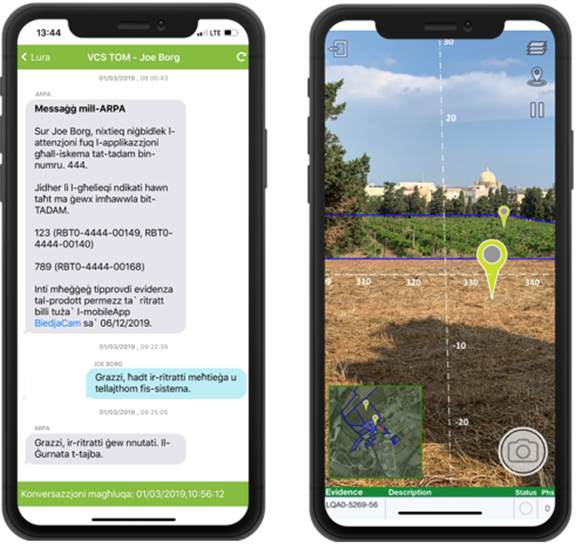 13:44
LTE
Lura
VCS TOM - Joe Borg
01/03/2019 , 08:00:43
ARPA
Messaġġ mill-ARPA
Sur Joe Borg, nixtieq niġbidlek l-
attenzjoni fuq l-applikazzjoni
għall-iskema tat-tadam bin-
numru. 444.
Jidher li l-għelieqi ndikati hawn
taħt ma ġewx imħawwla bit-
TADAM.
123 (RBT0-4444-00149, RBT0-
4444-00140)
789 (RBT0-4444-00168)
Inti mħeġġeġ tipprovdi evidenza
tal-prodott permezz ta` ritratt
billi tuża` l-mobileApp
BiedjaCam sa` 06/12/2019.
01/03/2019 , 09:22:39
JOE BORG
Grazzi, ħadt ir-ritratti meħtieġa u
tellajthom fis-sistema.
01/03/2019 , 09:25:05
ARPA
Grazzi, ir-ritratti ġew nnutati. Il-
Ġurnata t-tajba.
Konversazzjoni magħluqa: 01/03/2019,10:56:12
30
20
310
320
330
340
-10
-20
Evidence Description Status Phs
LQA0-5269-56
0